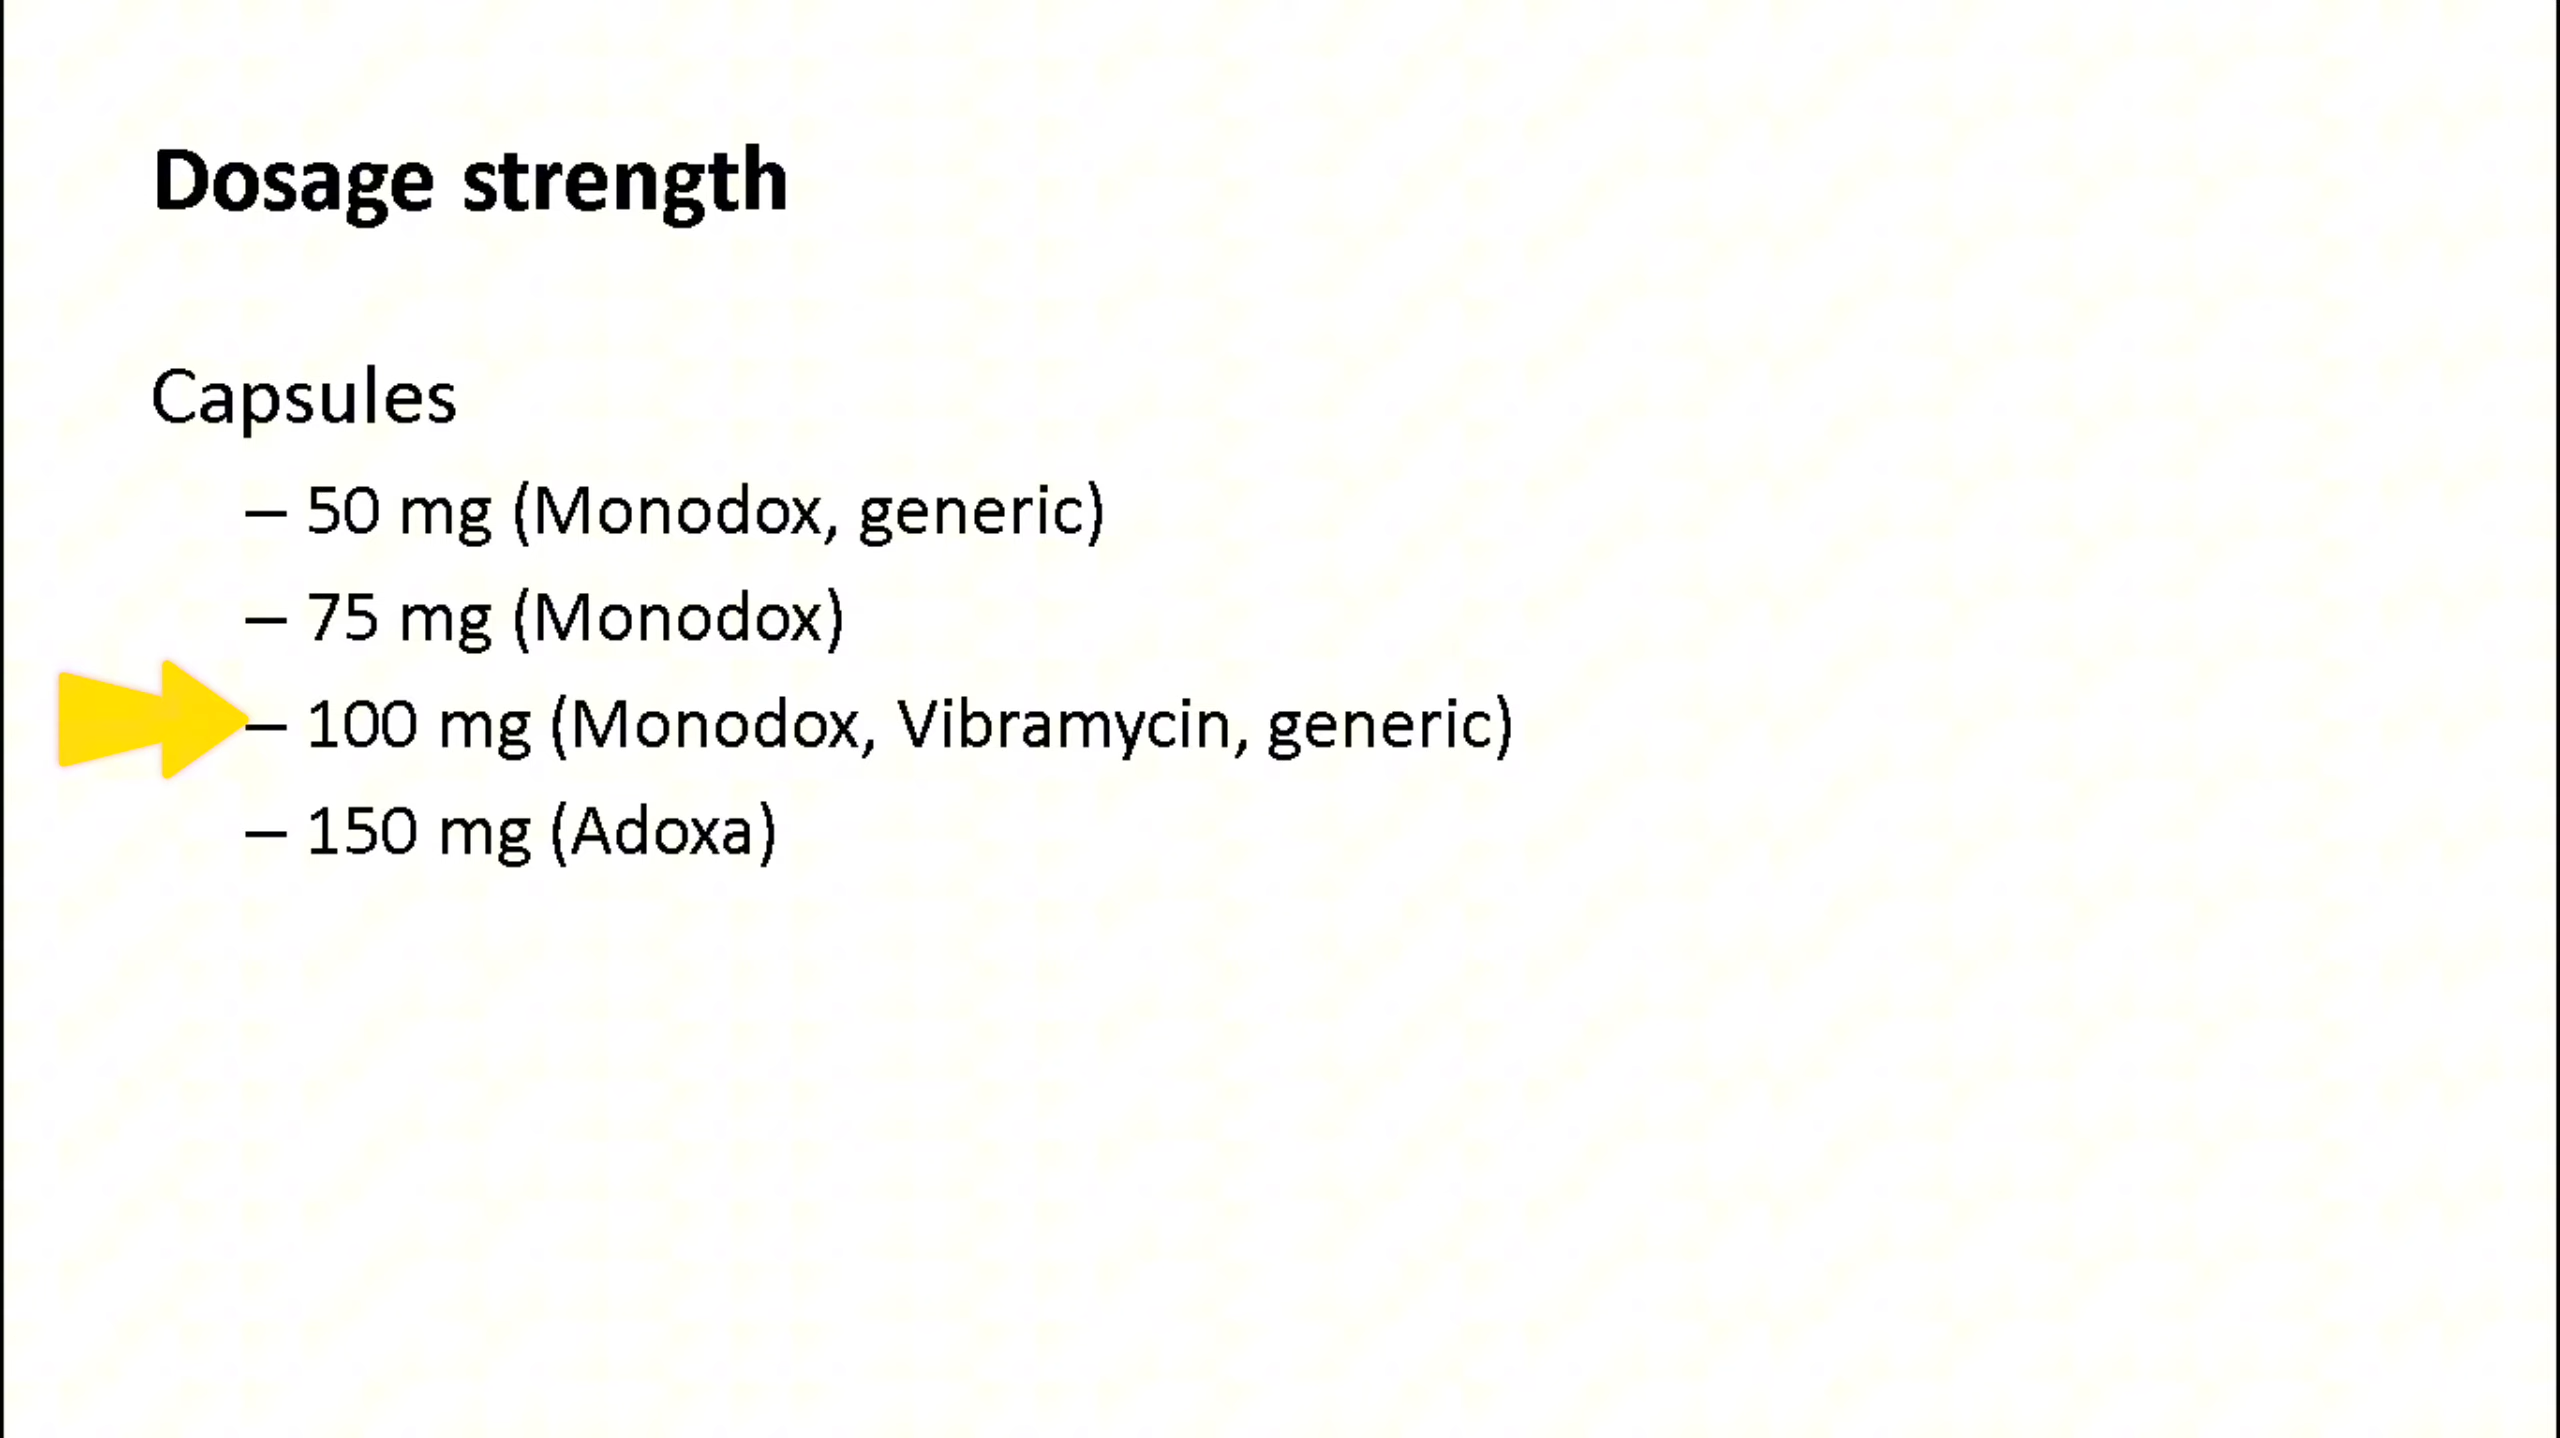 Dosage strength
Capsules
– 50 mg (Monodox, generic)
– 75 mg (Monodox)
– 100 mg (Monodox, Vibramycin, generic)
– 150 mg (Adoxa)